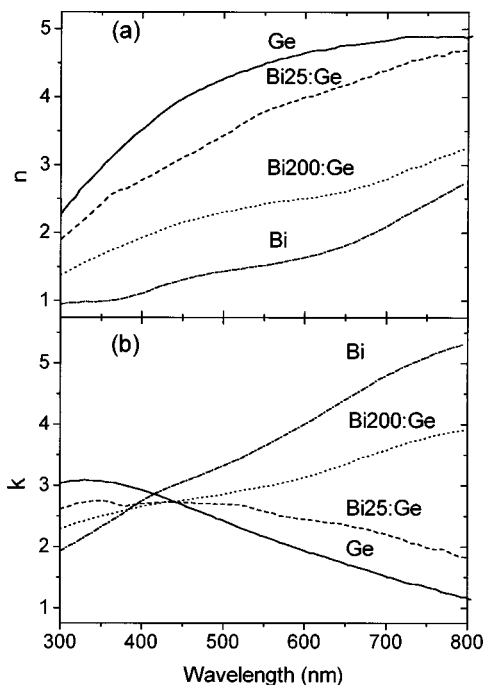 (a)
Ge
Bi25:Ge
Bi200:Ge
Bi
n
5
4
3
2
1
(b)
Bi
Bi200:Ge
Bi25:Ge
Ge
k
5
4
3
2
1
300 400 500 600 700 800
Wavelength (nm)